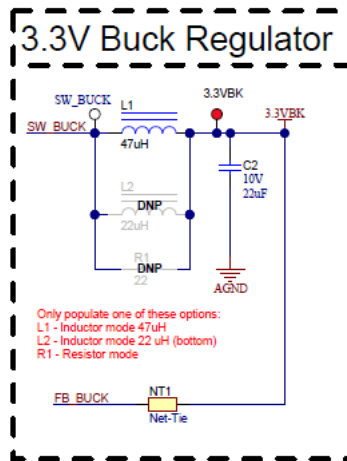 3.3V Buck Regulator
SW_BUCK
L1
3.3VBK
3.3VBK
SW_BUCK
47uH
C2
10V
22uF
L2
DNP
22uH
R1
DNP
22
AGND
Only populate one of these options:
L1 - Inductor mode 47uH
L2 - Inductor mode 22 uH (bottom)
R1 - Resistor mode
FB_BUCK
NT1
Net-Tie